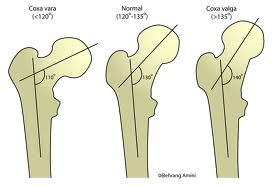 Coxa vara
(<120°)
Normal
(120°-135°)
Coxa valga
(>135°)
110°
130°
140°
©Behrang Amini